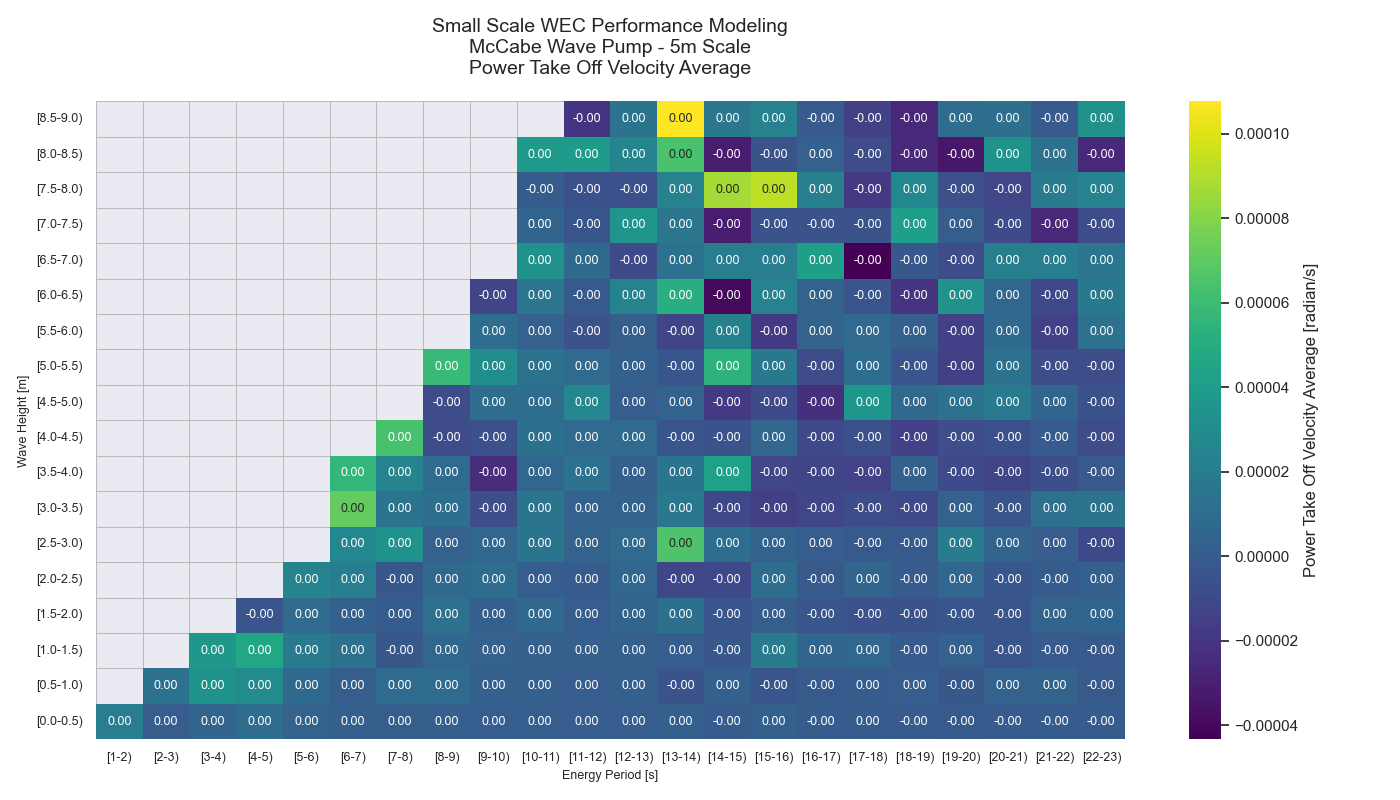 Small Scale WEC Performance Modeling
McCabe Wave Pump - 5m Scale
Power Take Off Velocity Average
Wave Height [m]
[8.5-9.0) -0.00 0.00 0.00 0.00 0.00 -0.00 -0.00 -0.00 0.00 0.00 -0.00 0.00
[8.0-8.5) 0.00 0.00 0.00 0.00 -0.00 -0.00 0.00 -0.00 -0.00 -0.00 0.00 0.00 -0.00
[7.5-8.0) -0.00 -0.00 -0.00 0.00 0.00 0.00 0.00 -0.00 0.00 -0.00 -0.00 0.00 0.00
[7.0-7.5) 0.00 -0.00 0.00 0.00 -0.00 -0.00 -0.00 -0.00 0.00 0.00 -0.00 -0.00 -0.00
[6.5-7.0) 0.00 0.00 -0.00 0.00 0.00 0.00 0.00 -0.00 -0.00 -0.00 0.00 0.00 0.00
[6.0-6.5) -0.00 0.00 -0.00 0.00 0.00 -0.00 0.00 0.00 -0.00 -0.00 0.00 0.00 -0.00 0.00
[5.5-6.0) 0.00 0.00 -0.00 0.00 -0.00 0.00 -0.00 0.00 0.00 0.00 -0.00 0.00 -0.00 0.00
[5.0-5.5) 0.00 0.00 0.00 0.00 0.00 -0.00 0.00 0.00 -0.00 0.00 -0.00 -0.00 0.00 -0.00 -0.00
[4.5-5.0) -0.00 0.00 0.00 0.00 0.00 0.00 -0.00 -0.00 -0.00 0.00 0.00 0.00 0.00 0.00 -0.00
[4.0-4.5) 0.00 -0.00 -0.00 0.00 0.00 0.00 -0.00 -0.00 0.00 -0.00 -0.00 -0.00 -0.00 -0.00 -0.00 -0.00
[3.5-4.0) 0.00 0.00 0.00 -0.00 0.00 0.00 0.00 0.00 0.00 -0.00 -0.00 -0.00 0.00 -0.00 -0.00 -0.00 -0.00
[3.0-3.5) 0.00 0.00 0.00 -0.00 0.00 0.00 0.00 0.00 -0.00 -0.00 -0.00 -0.00 -0.00 0.00 -0.00 0.00 0.00
[2.5-3.0) 0.00 0.00 0.00 0.00 0.00 0.00 0.00 0.00 0.00 0.00 0.00 -0.00 -0.00 0.00 0.00 0.00 -0.00
[2.0-2.5) 0.00 0.00 -0.00 0.00 0.00 0.00 0.00 0.00 -0.00 -0.00 0.00 -0.00 0.00 -0.00 0.00 -0.00 -0.00 0.00
[1.5-2.0) -0.00 0.00 0.00 0.00 0.00 0.00 0.00 0.00 0.00 0.00 -0.00 0.00 -0.00 -0.00 -0.00 -0.00 -0.00 0.00 0.00
[1.0-1.5) 0.00 0.00 0.00 0.00 -0.00 0.00 0.00 0.00 0.00 0.00 0.00 -0.00 0.00 0.00 0.00 -0.00 0.00 -0.00 -0.00 -0.00
[0.5-1.0) 0.00 0.00 0.00 0.00 0.00 0.00 0.00 0.00 0.00 0.00 0.00 -0.00 0.00 -0.00 -0.00 0.00 0.00 -0.00 0.00 0.00 -0.00
[0.0-0.5) 0.00 0.00 0.00 0.00 0.00 0.00 0.00 0.00 0.00 0.00 0.00 0.00 0.00 -0.00 0.00 -0.00 -0.00 -0.00 -0.00 -0.00 -0.00 -0.00
[1-2) [2-3) [3-4) [4-5) [5-6) [6-7) [7-8) [8-9) [9-10) [10-11) [11-12) [12-13) [13-14) [14-15) [15-16) [16-17) [17-18) [18-19) [19-20) [20-21) [21-22) [22-23)
Energy Period [s]
0.00010
0.00008
0.00006
0.00004
0.00002
0.00000
−0.00002
−0.00004
Power Take Off Velocity Average [radian/s]